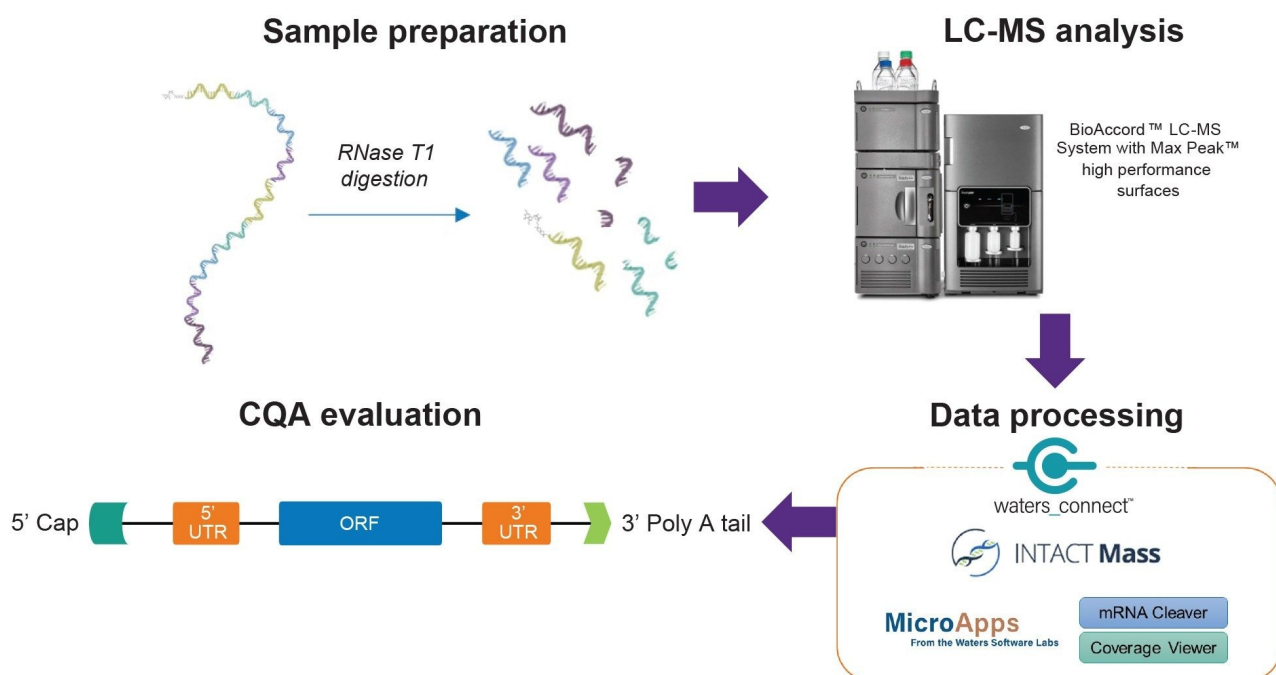 Sample preparation
RNase T1
digestion
LC-MS analysis
BioAccord™ LC-MS
System with Max Peak™
high performance
surfaces
Data processing
waters_connect™
INTACT Mass
MicroApps
From the Waters Software Labs
mRNA Cleaver
Coverage Viewer
CQA evaluation
5’ Cap
5’
UTR
ORF
3’
UTR
3’ Poly A tail